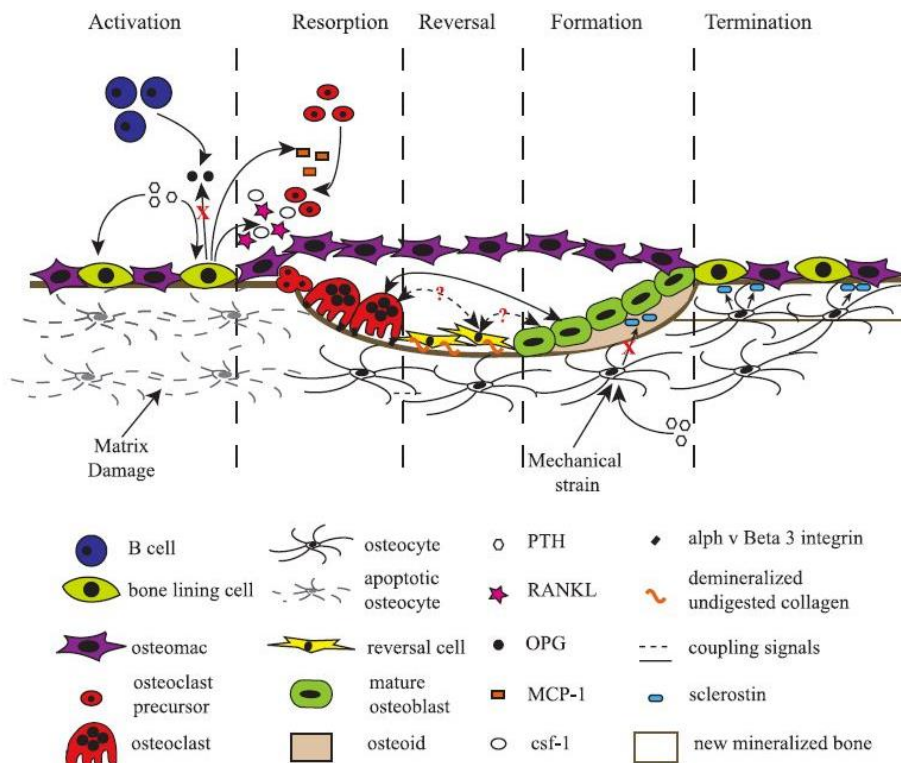 Activation
Resorption
Reversal
Formation
Termination
X
?
?
X
Matrix
Damage
Mechanical
strain
B cell
osteocyte
PTH
alph v Beta 3 integrin
bone lining cell
apoptotic
osteocyte
RANKL
demineralized
undigested collagen
osteomac
reversal cell
OPG
coupling signals
osteoclast
precursor
mature
osteoblast
MCP-1
sclerostin
osteoclast
osteoid
csf-1
new mineralized bone